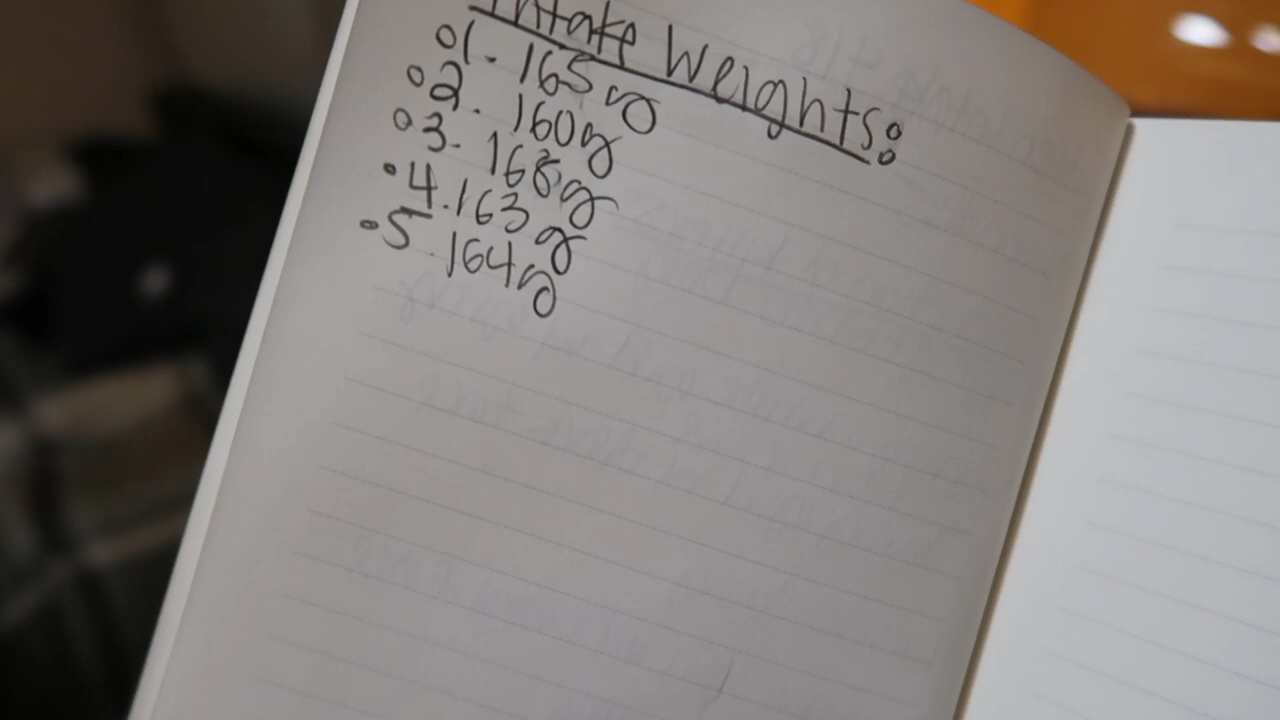 Intake Weights:
1. 165g
2. 160g
3. 168g
4. 163g
5. 164g